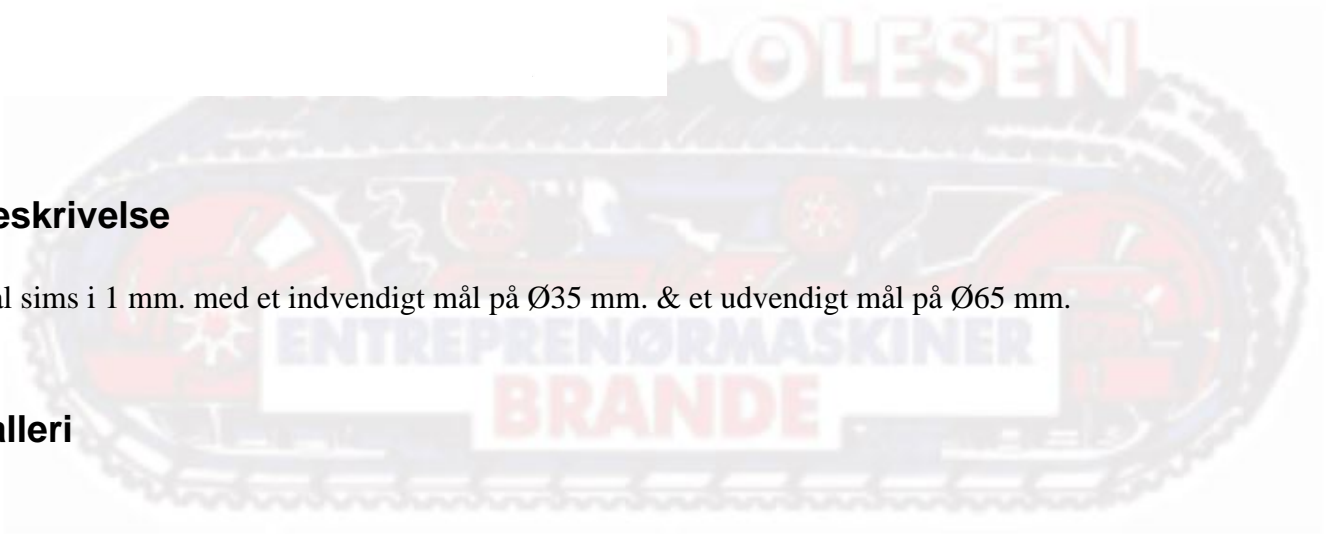 P OLESEN
eskrivelse
al sims i 1 mm. med et indvendigt mål på Ø35 mm. & et udvendigt mål på Ø65 mm.
ENTREPRENØRMASKINER
BRANDE
alleri